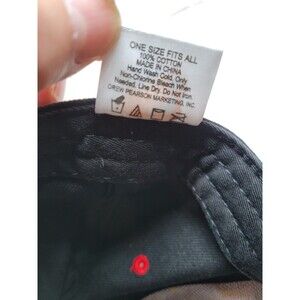 ONE SIZE FITS ALL
100% COTTON
MADE IN CHINA
Hand Wash Cold, Only
Non-Chlorine Bleach When
Needed, Line Dry. Do Not Iron.
DREW PEARSON MARKETING, INC.